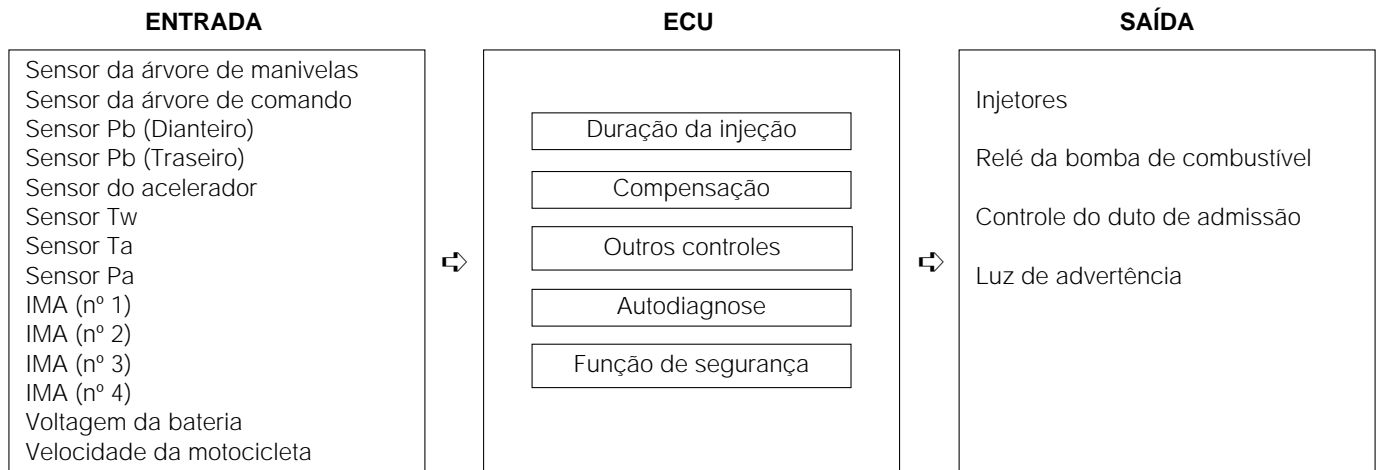 ENTRADA
Sensor da árvore de manivelas
Sensor da árvore de comando
Sensor Pb (Dianteiro)
Sensor Pb (Traseiro)
Sensor do acelerador
Sensor Tw
Sensor Ta
Sensor Pa
IMA (nº 1)
IMA (nº 2)
IMA (nº 3)
IMA (nº 4)
Voltagem da bateria
Velocidade da motocicleta
ECU
Duração da injeção
Compensação
Outros controles
Autodiagnose
Função de segurança
SAÍDA
Injetores
Relé da bomba de combustível
Controle do duto de admissão
Luz de advertência